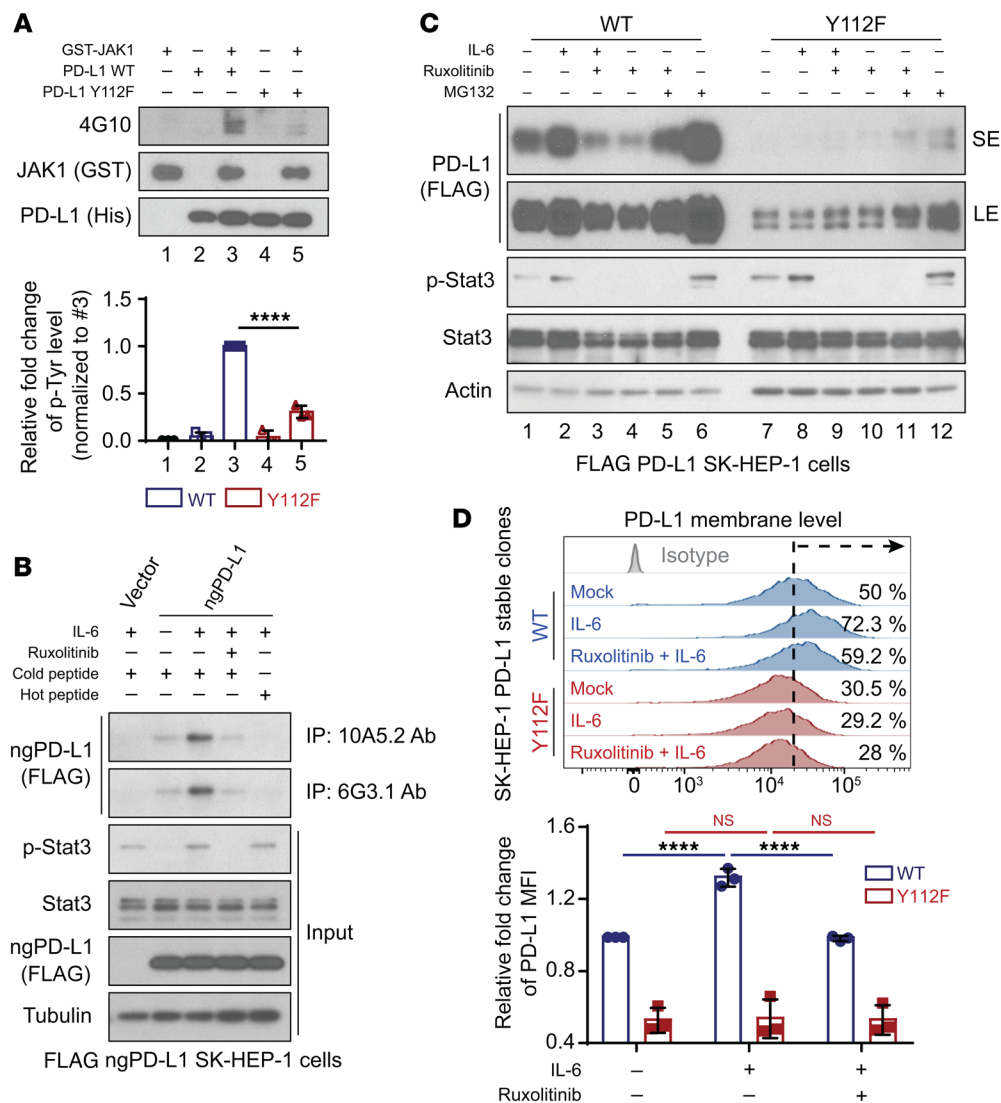 A
GST-JAK1 + – + – +
PD-L1 WT – + + – –
PD-L1 Y112F – – – + +
4G10
JAK1 (GST)
PD-L1 (His)
1 2 3 4 5
Relative fold change
of p-Tyr level
(normalized to #3)
1.5
1.0
0.5
0.0
****
1 2 3 4 5
WT Y112F
B
Vector
ngPD-L1
IL-6 + – + + +
Ruxolitinib – – – + –
Cold peptide + + + + –
Hot peptide – – – – +
ngPD-L1
(FLAG)
IP: 10A5.2 Ab
IP: 6G3.1 Ab
p-Stat3
Stat3
ngPD-L1
(FLAG)
Tubulin
Input
FLAG ngPD-L1 SK-HEP-1 cells
C
WT Y112F
IL-6 – + + – – – – + + – – –
Ruxolitinib – – + + + – – – + + + –
MG132 – – – – + + – – – – + +
PD-L1
(FLAG)
SE
LE
p-Stat3
Stat3
Actin
1 2 3 4 5 6 7 8 9 10 11 12
FLAG PD-L1 SK-HEP-1 cells
D
PD-L1 membrane level
SK-HEP-1 PD-L1 stable clones
WT
Y112F
Isotype
Mock 50 %
IL-6 72.3 %
Ruxolitinib + IL-6 59.2 %
Mock 30.5 %
IL-6 29.2 %
Ruxolitinib + IL-6 28 %
0 10³ 10⁴ 10⁵
Relative fold change
of PD-L1 MFI
1.6
1.2
0.8
0.4
NS NS
**** ****
WT
Y112F
IL-6 – + +
Ruxolitinib – – +